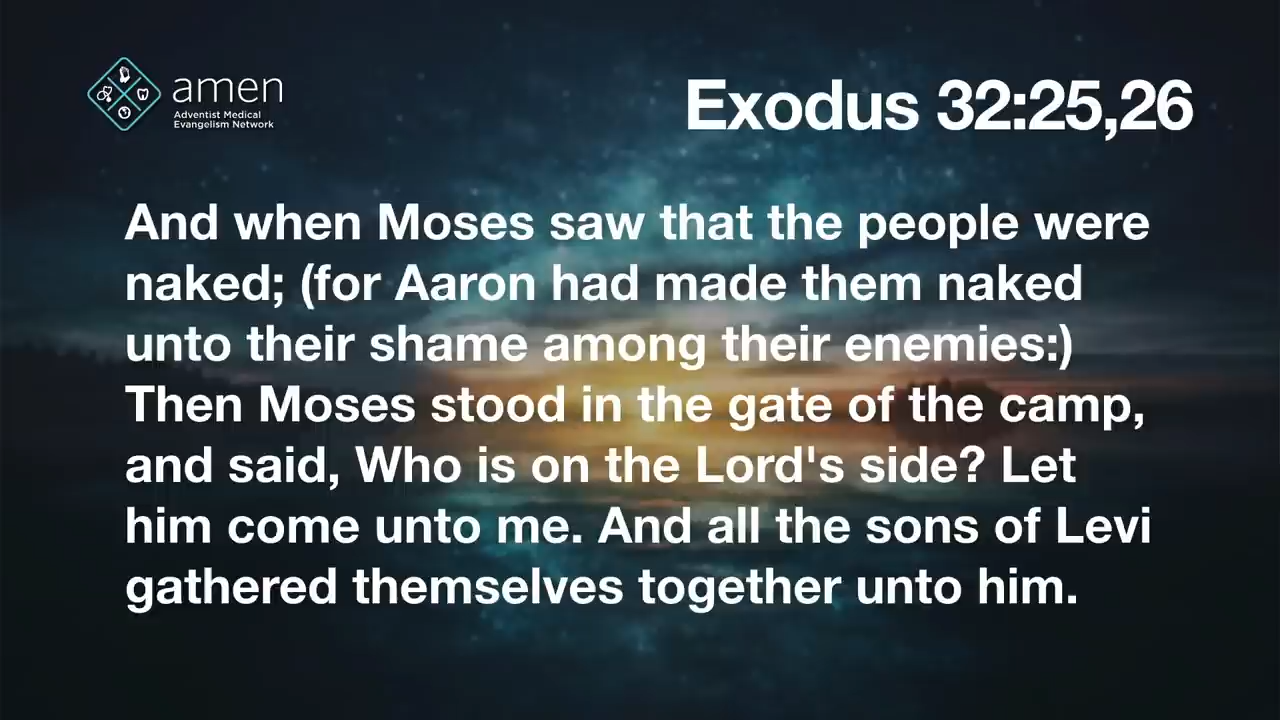 amen
Adventist Medical
Evangelism Network
Exodus 32:25,26
And when Moses saw that the people were
naked; (for Aaron had made them naked
unto their shame among their enemies:)
Then Moses stood in the gate of the camp,
and said, Who is on the Lord's side? Let
him come unto me. And all the sons of Levi
gathered themselves together unto him.